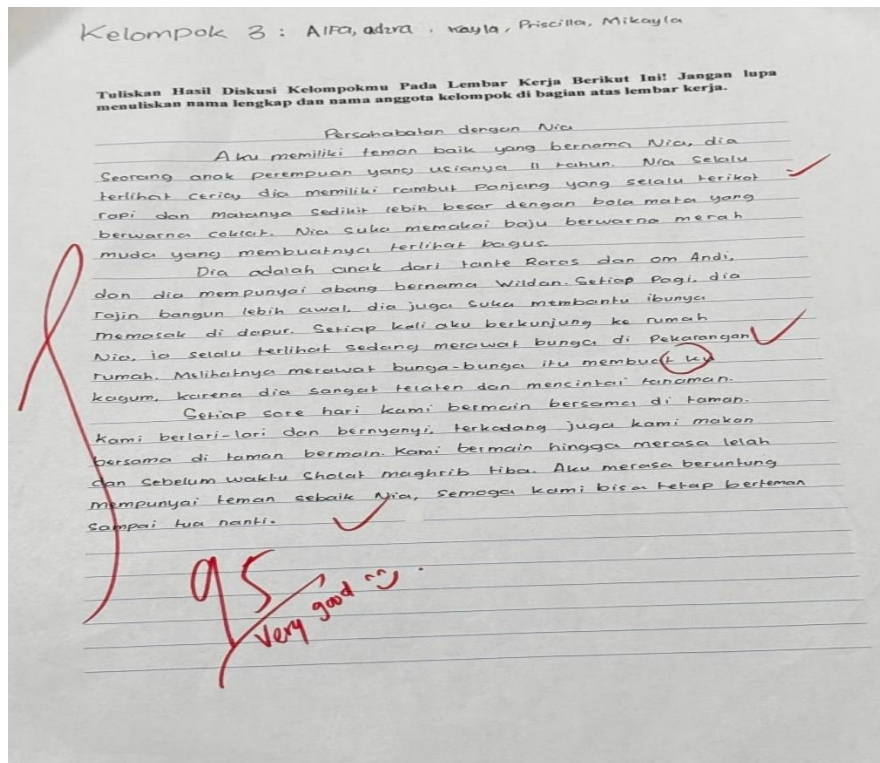 Kelompok 3 : Alfa, adzra, kayla, Priscilla, Mikayla
Tuliskan Hasil Diskusi Kelompokmu Pada Lembar Kerja Berikut Ini! Jangan lupa
menuliskan nama lengkap dan nama anggota kelompok di bagian atas lembar kerja.
Persahabatan dengan Nia
Aku memiliki teman baik yang bernama Nia, dia
Seorang anak perempuan yang usianya 11 tahun. Nia Selalu
terlihat ceria, dia memiliki rambut Panjang yang selalu terikat
rapi dan matanya sedikit lebih besar dengan bola mata yang
berwarna coklat. Nia suka memakai baju berwarna merah
muda yang membuatnya terlihat bagus.
Dia adalah anak dari tante Raras dan om Andi,
dan dia mempunyai abang bernama Wildan. Setiap Pagi, dia
rajin bangun lebih awal, dia juga suka membantu ibunya
memasak di dapur. Setiap kali aku berkunjung ke rumah
Nia, ia selalu terlihat sedang merawat bunga di Pekarangan
rumah. Melihatnya merawat bunga-bunga itu membuat ku
kagum, karena dia sangat telaten dan mencintai tanaman.
Setiap sore hari kami bermain bersama di taman.
Kami berlari-lari dan bernyanyi, terkadang juga kami makan
bersama di taman bermain. Kami bermain hingga merasa lelah
dan sebelum waktu Sholat maghrib tiba. Aku merasa beruntung
mempunyai teman sebaik Nia, semoga kami bisa tetap berteman
sampai tua nanti.
95
Very good